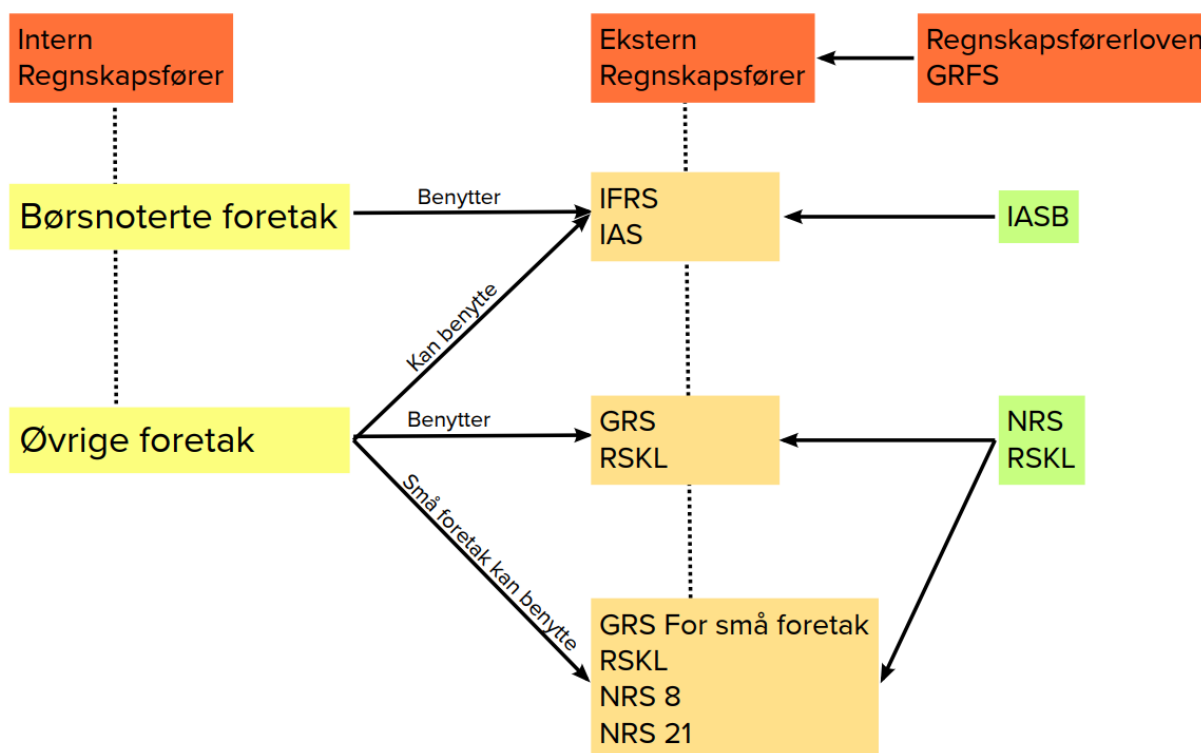 Intern
Regnskapsfører
Ekstern
Regnskapsfører
Regnskapsførerloven
GRFS
Børsnoterte foretak
Benytter
IFRS
IAS
IASB
Kan benytte
Øvrige foretak
Benytter
GRS
RSKL
NRS
RSKL
Små foretak kan benytte
GRS For små foretak
RSKL
NRS 8
NRS 21